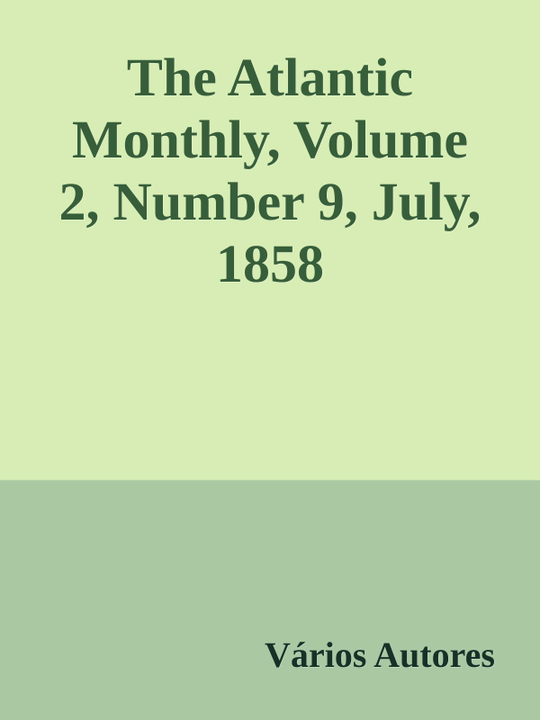 The Atlantic
Monthly, Volume
2, Number 9, July,
1858
Vários Autores